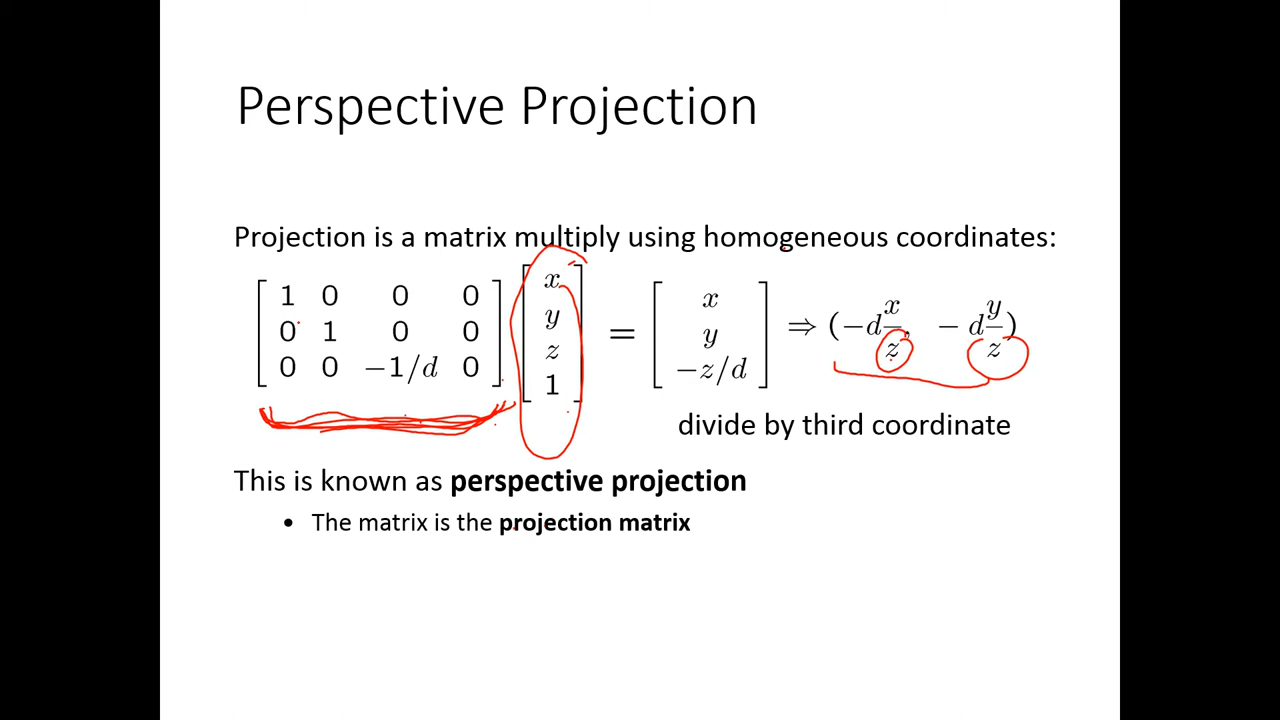 Perspective Projection
Projection is a matrix multiply using homogeneous coordinates:
[ 1 0 0 0 ] [ x ] [ x ]
[ 0 1 0 0 ] [ y ] = [ y ] ⇒ (−d x/z, −d y/z)
[ 0 0 −1/d 0 ] [ z ] [ −z/d ]
[ 1 ]
divide by third coordinate
This is known as perspective projection
• The matrix is the projection matrix